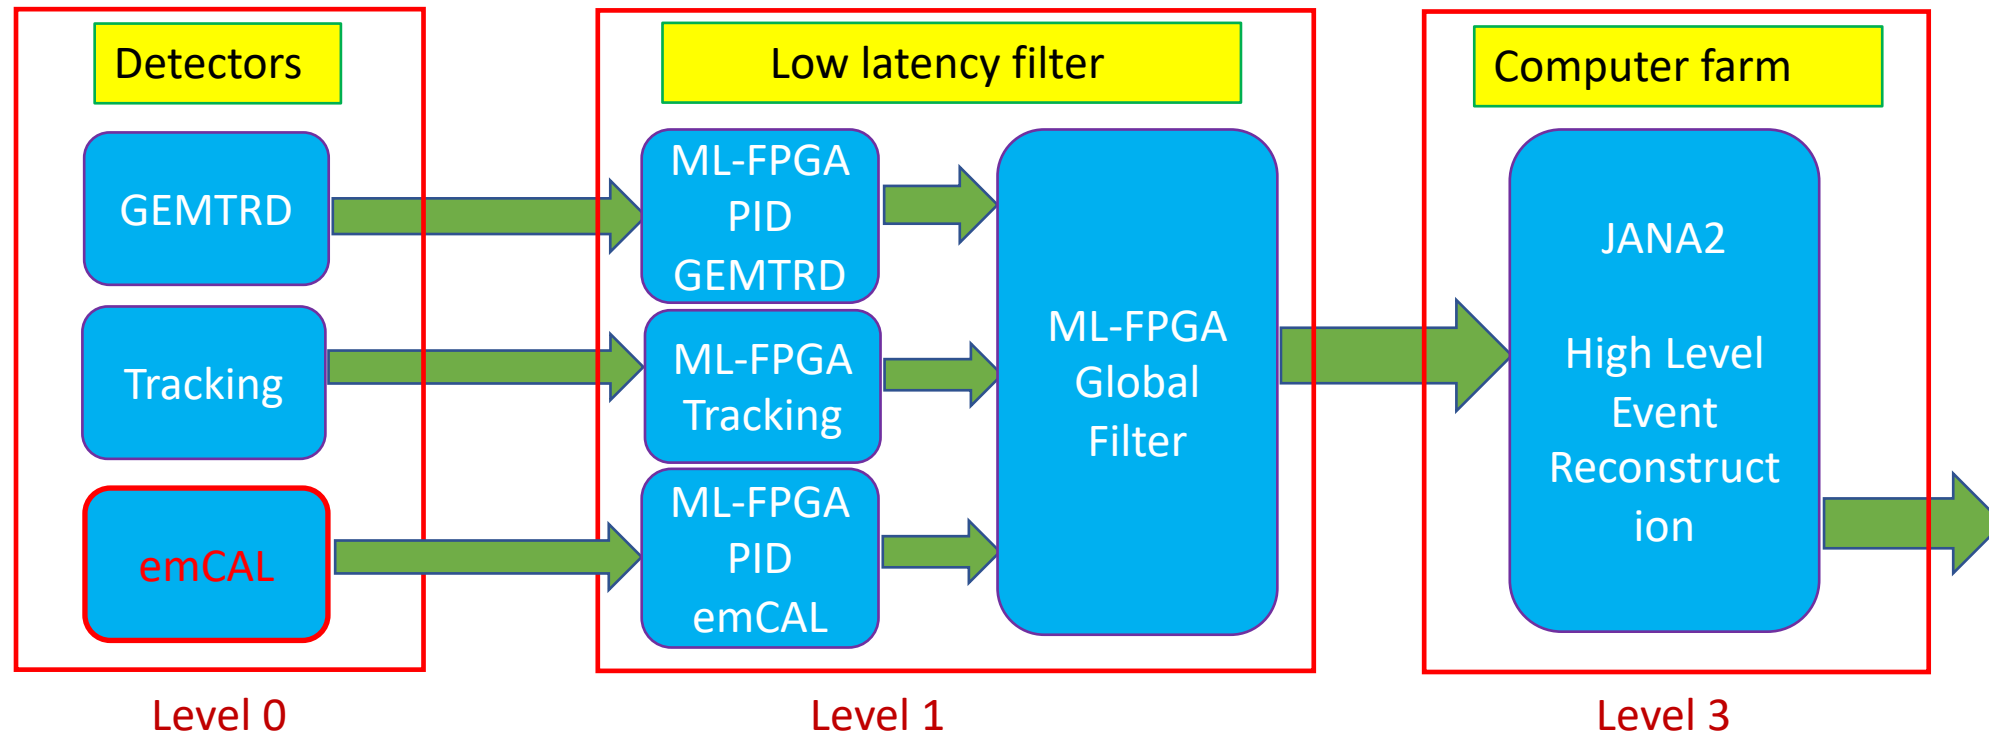 Detectors
GEMTRD
Tracking
emCAL
Level 0
Low latency filter
ML-FPGA
PID
GEMTRD
ML-FPGA
Tracking
ML-FPGA
PID
emCAL
ML-FPGA
Global
Filter
Level 1
Computer farm
JANA2
High Level
Event
Reconstruct
ion
Level 3